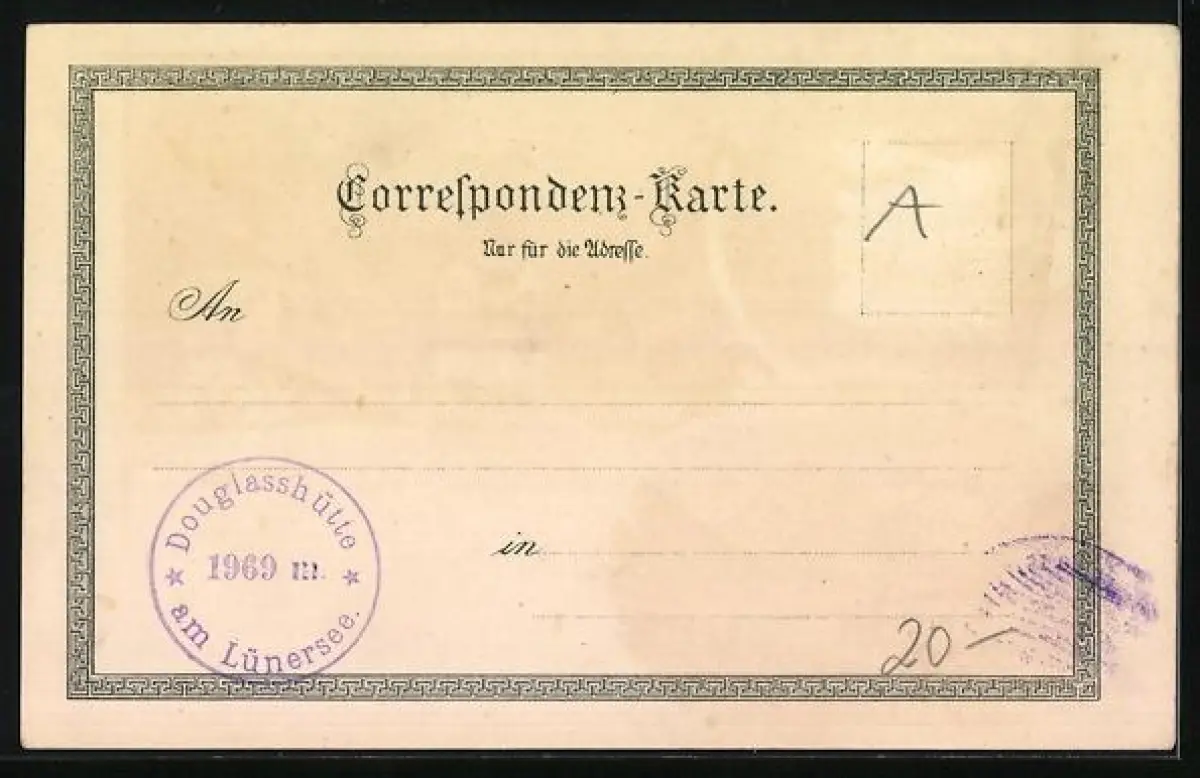 Correſpondenz-Karte.
Nur für die Adreſſe.
A
An
in
Douglasshütte
1969 m.
am Lünersee.
20 —